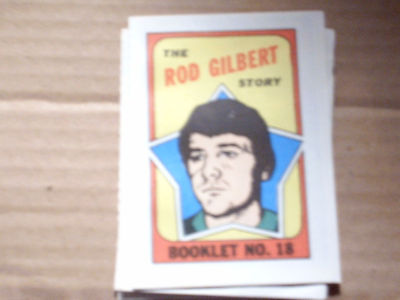 THE
ROD GILBERT
STORY
BOOKLET NO. 18